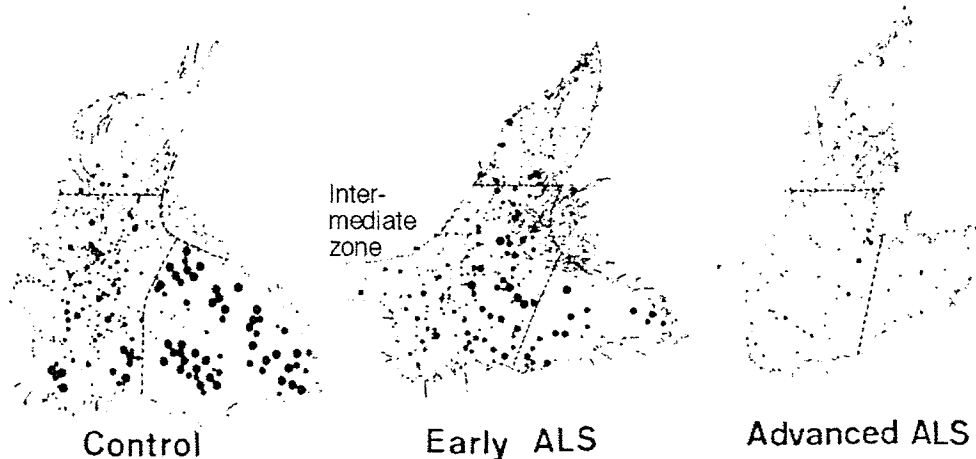 Inter-
mediate
zone
Control
Early ALS
Advanced ALS